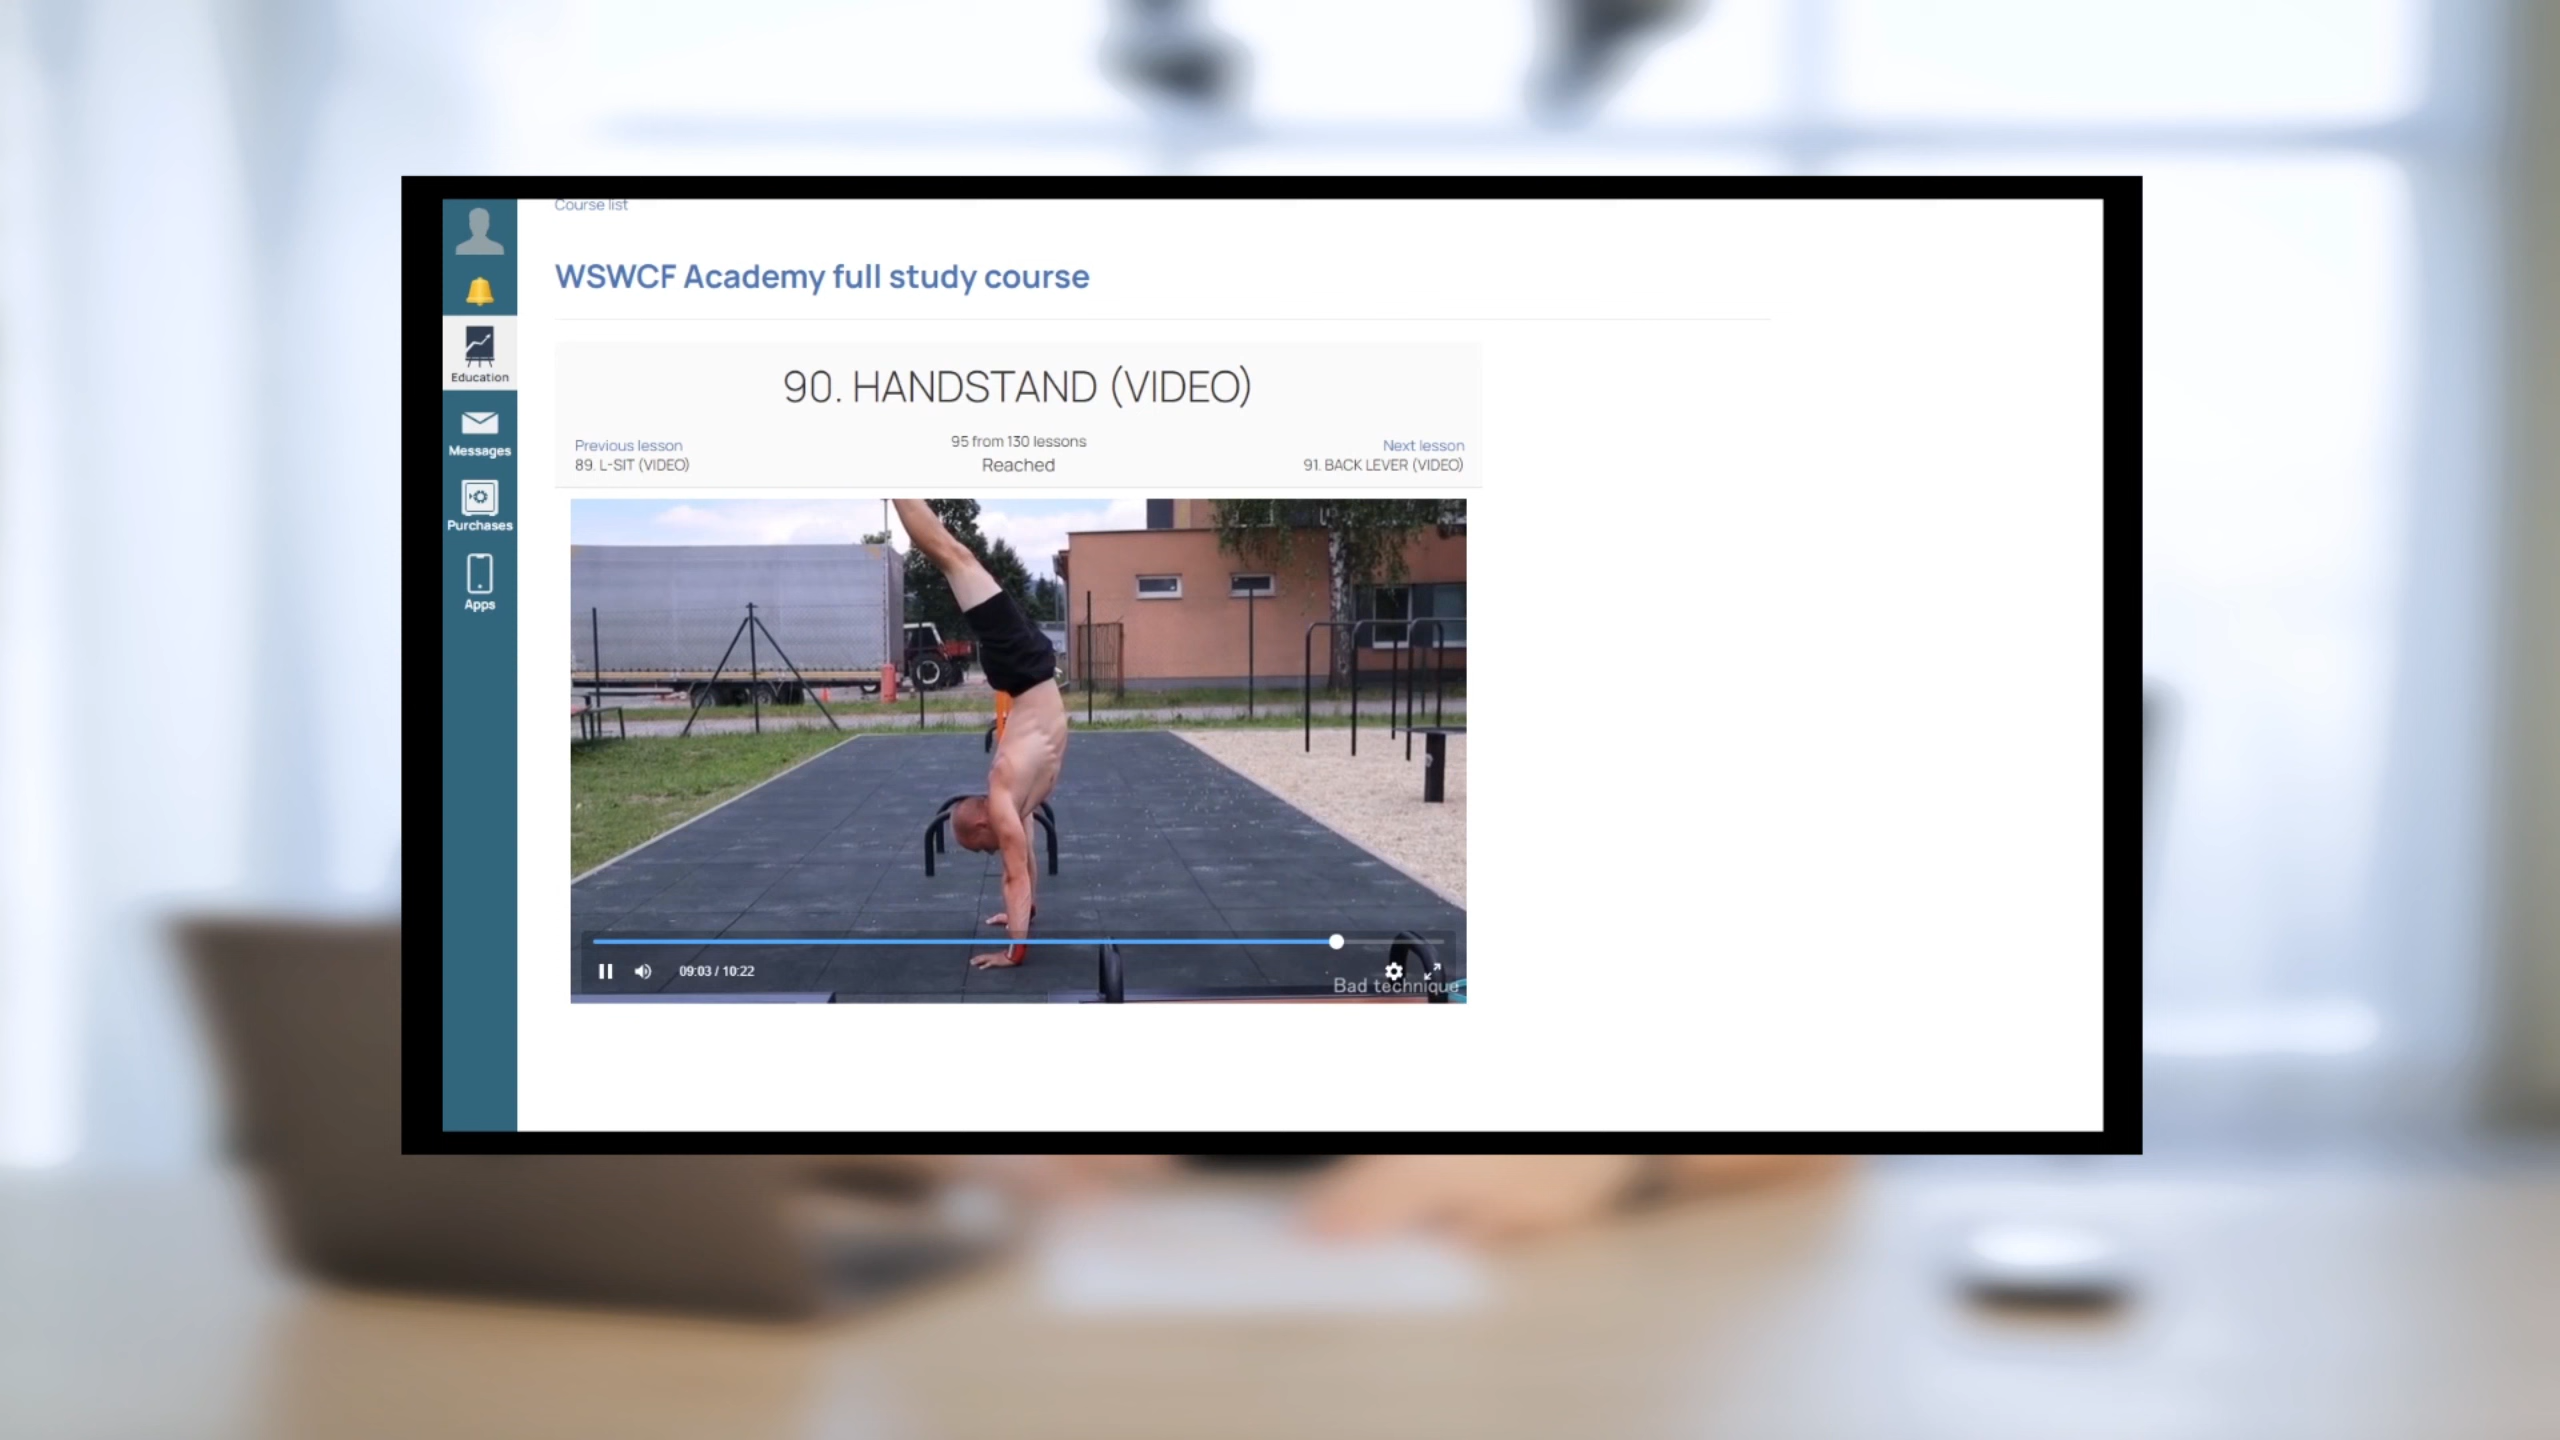 Course list
WSWCF Academy full study course
Education
Messages
Purchases
Apps
90. HANDSTAND (VIDEO)
95 from 130 lessons
Reached
Previous lesson
89. L-SIT (VIDEO)
Next lesson
91. BACK LEVER (VIDEO)
09:03 / 10:22
Bad technique